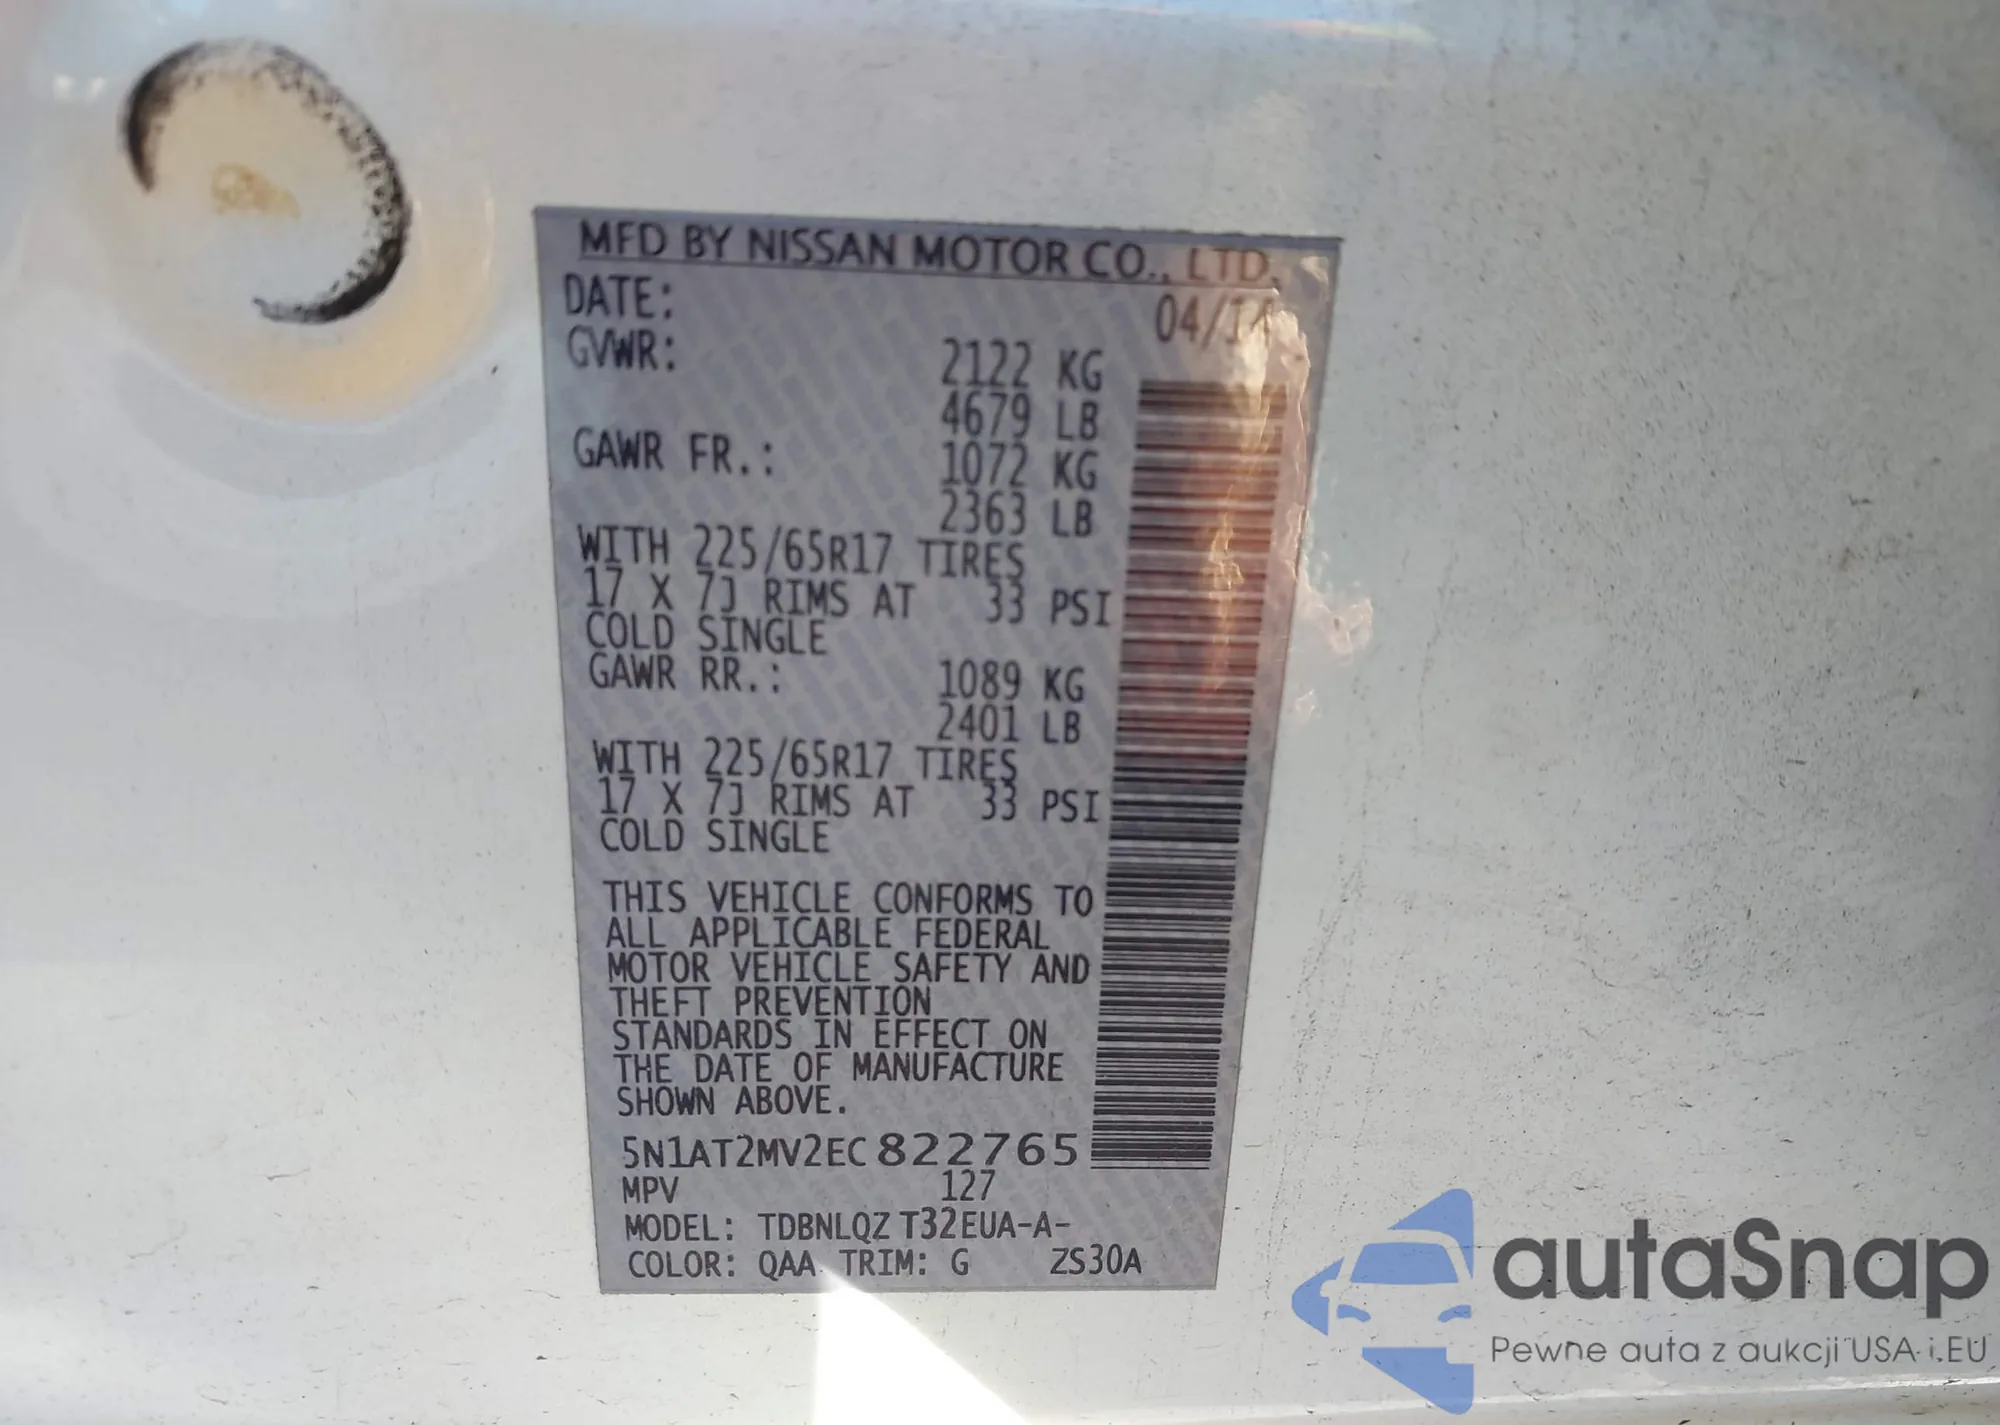 MFD BY NISSAN MOTOR CO., LTD.
DATE: 04/14
GVWR: 2122 KG
4679 LB
GAWR FR.: 1072 KG
2363 LB
WITH 225/65R17 TIRES
17 X 7J RIMS AT 33 PSI
COLD SINGLE
GAWR RR.: 1089 KG
2401 LB
WITH 225/65R17 TIRES
17 X 7J RIMS AT 33 PSI
COLD SINGLE
THIS VEHICLE CONFORMS TO
ALL APPLICABLE FEDERAL
MOTOR VEHICLE SAFETY AND
THEFT PREVENTION
STANDARDS IN EFFECT ON
THE DATE OF MANUFACTURE
SHOWN ABOVE.
5N1AT2MV2EC822765
MPV 127
MODEL: TDBNLQZ T32EUA-A-
COLOR: QAA TRIM: G ZS30A
autaSnap
Pewne auta z aukcji USA i EU